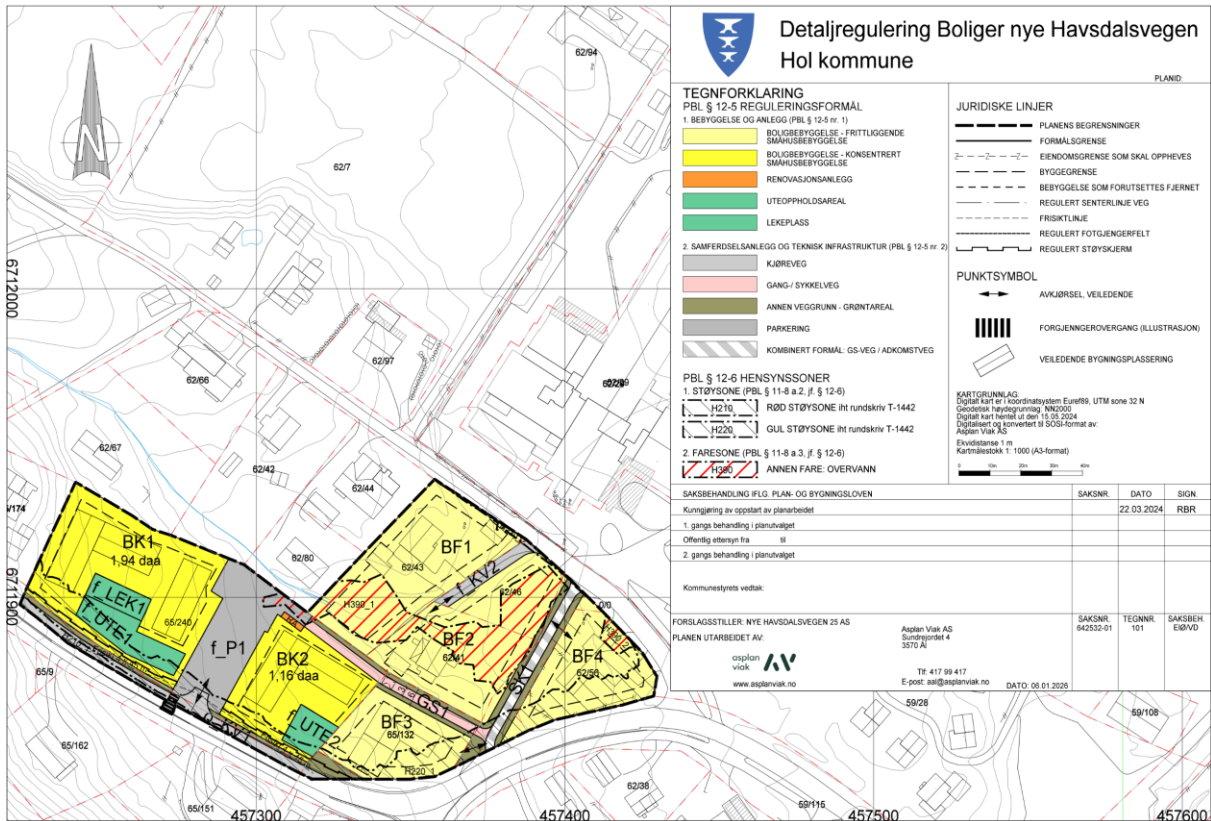 Detaljregulering Boliger nye Havsdalsvegen
Hol kommune
PLANID:
TEGNFORKLARING
PBL § 12-5 REGULERINGSFORMÅL
1. BEBYGGELSE OG ANLEGG (PBL § 12-5 nr. 1)
BOLIGBEBYGGELSE - FRITTLIGGENDE
SMÅHUSBEBYGGELSE
BOLIGBEBYGGELSE - KONSENTRERT
SMÅHUSBEBYGGELSE
RENOVASJONSANLEGG
UTEOPPHOLDSAREAL
LEKEPLASS
2. SAMFERDSELSANLEGG OG TEKNISK INFRASTRUKTUR (PBL § 12-5 nr. 2)
KJØREVEG
GANG-/ SYKKELVEG
ANNEN VEGGRUNN - GRØNTAREAL
PARKERING
KOMBINERT FORMÅL: GS-VEG / ADKOMSTVEG
PBL § 12-6 HENSYNSSONER
1. STØYSONE (PBL § 11-8 a.2, jf. § 12-6)
H210
RØD STØYSONE iht rundskriv T-1442
H220
GUL STØYSONE iht rundskriv T-1442
2. FARESONE (PBL § 11-8 a.3, jf. § 12-6)
H390
ANNEN FARE: OVERVANN
JURIDISKE LINJER
PLANENS BEGRENSNINGER
FORMÅLSGRENSE
EIENDOMSGRENSE SOM SKAL OPPHEVES
BYGGEGRENSE
BEBYGGELSE SOM FORUTSETTES FJERNET
REGULERT SENTERLINJE VEG
FRISIKTLINJE
REGULERT FOTGJENGERFELT
REGULERT STØYSKJERM
PUNKTSYMBOL
AVKJØRSEL, VEILEDENDE
FORGJENNGEROVERGANG (ILLUSTRASJON)
VEILEDENDE BYGNINGSPLASSERING
KARTGRUNNLAG:
Digitalt kart er i koordinatsystem Euref89, UTM sone 32 N
Geodetisk høydegrunnlag: NN2000
Digitalt kart hentet ut den 15.05.2024
Digitalisert og konvertert til SOSI-format av:
Asplan Viak AS
Ekvidistanse 1 m
Kartmålestokk 1: 1000 (A3-format)
0 10m 20m 30m 40m
SAKSBEHANDLING IFLG. PLAN- OG BYGNINGSLOVEN SAKSNR. DATO SIGN.
Kunngjøring av oppstart av planarbeidet 22.03.2024 RBR
1. gangs behandling i planutvalget
Offentlig ettersyn fra til
2. gangs behandling i planutvalget
Kommunestyrets vedtak:
FORSLAGSSTILLER: NYE HAVSDALSVEGEN 25 AS
PLANEN UTARBEIDET AV:
asplan
viak
www.asplanviak.no
Asplan Viak AS
Sundrejordet 4
3570 Ål
Tlf: 417 99 417
E-post: aal@asplanviak.no
DATO: 06.01.2026
SAKSNR. TEGNNR. SAKSBEH.
642532-01 101 EIØ/VD
N
62/94
62/7
6712000
62/97
62/66
62/67
62/42
62/44
62/80
6711900
BK1
1,94 daa
f_LEK1
f_UTE1
65/240
f_P1
BK2
1,16 daa
BF1
62/43
KV2
62/46
H390_1
BF2
62/41
0/0
BF4
62/56
GS1
BF3
65/132
H220_1
65/9
65/162
65/151
62/38
59/28
59/108
59/115
457300
457400
457500
457600